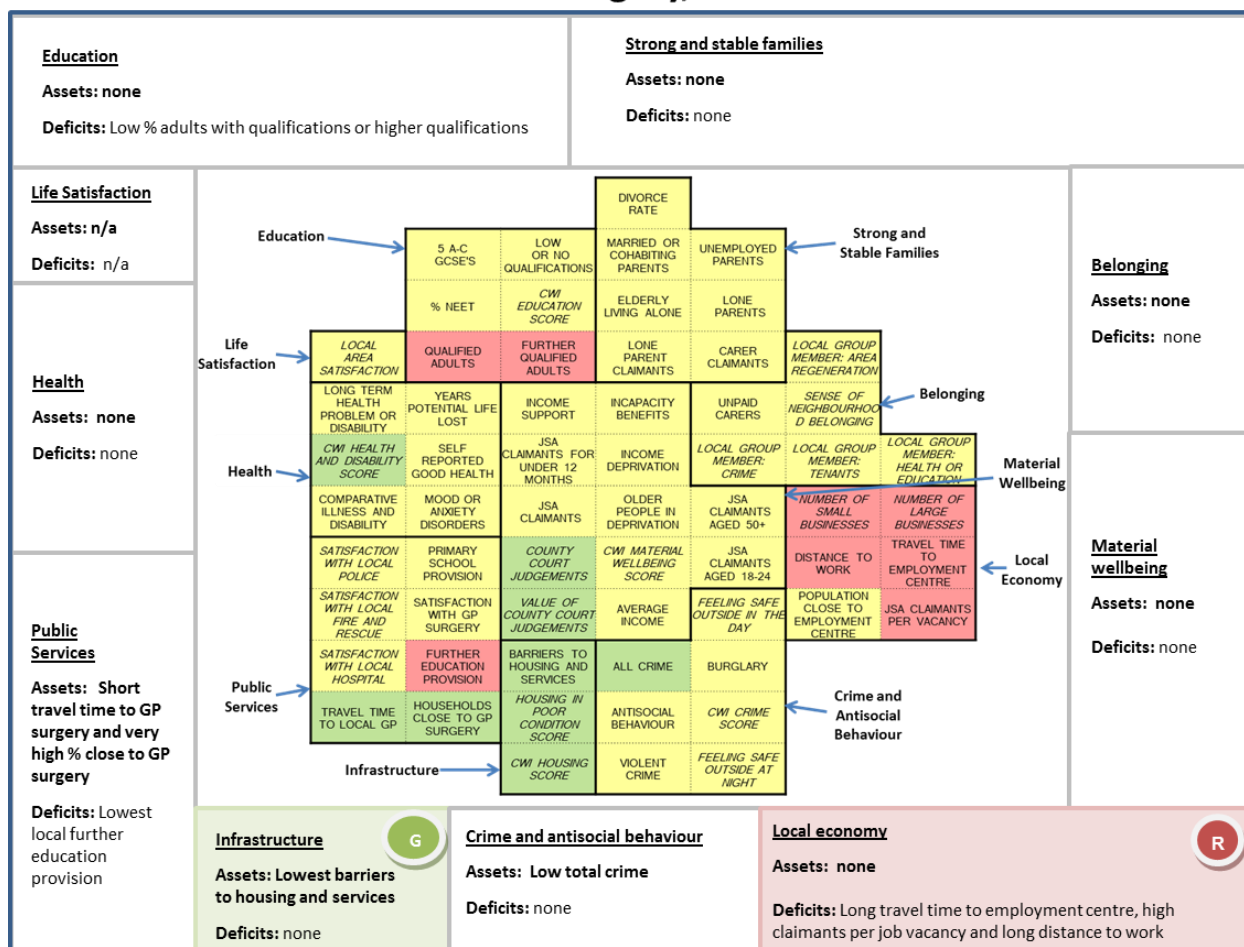 Education
Assets: none
Deficits: Low % adults with qualifications or higher qualifications
Strong and stable families
Assets: none
Deficits: none
Life Satisfaction
Assets: n/a
Deficits: n/a
Health
Assets: none
Deficits: none
Public
Services
Assets: Short
travel time to GP
surgery and very
high % close to GP
surgery
Deficits: Lowest
local further
education
provision
Education
Life
Satisfaction
Health
Public
Services
Infrastructure
DIVORCE
RATE
5 A-C
GCSE'S
LOW
OR NO
QUALIFICATIONS
MARRIED OR
COHABITING
PARENTS
UNEMPLOYED
PARENTS
% NEET
CWI
EDUCATION
SCORE
ELDERLY
LIVING ALONE
LONE
PARENTS
LOCAL
AREA
SATISFACTION
QUALIFIED
ADULTS
FURTHER
QUALIFIED
ADULTS
LONE
PARENT
CLAIMANTS
CARER
CLAIMANTS
LOCAL GROUP
MEMBER: AREA
REGENERATION
LONG TERM
HEALTH
PROBLEM OR
DISABILITY
YEARS
POTENTIAL LIFE
LOST
INCOME
SUPPORT
INCAPACITY
BENEFITS
UNPAID
CARERS
SENSE OF
NEIGHBOURHOO
D BELONGING
CWI HEALTH
AND DISABILITY
SCORE
SELF
REPORTED
GOOD HEALTH
JSA
CLAIMANTS FOR
UNDER 12
MONTHS
INCOME
DEPRIVATION
LOCAL GROUP
MEMBER:
CRIME
LOCAL GROUP
MEMBER:
TENANTS
LOCAL GROUP
MEMBER:
HEALTH OR
EDUCATION
COMPARATIVE
ILLNESS AND
DISABILITY
MOOD OR
ANXIETY
DISORDERS
JSA
CLAIMANTS
OLDER
PEOPLE IN
DEPRIVATION
JSA
CLAIMANTS
AGED 50+
NUMBER OF
SMALL
BUSINESSES
NUMBER OF
LARGE
BUSINESSES
SATISFACTION
WITH LOCAL
POLICE
PRIMARY
SCHOOL
PROVISION
COUNTY
COURT
JUDGEMENTS
CWI MATERIAL
WELLBEING
SCORE
JSA
CLAIMANTS
AGED 18-24
DISTANCE TO
WORK
TRAVEL TIME
TO
EMPLOYMENT
CENTRE
SATISFACTION
WITH LOCAL
FIRE AND
RESCUE
SATISFACTION
WITH GP
SURGERY
VALUE OF
COUNTY COURT
JUDGEMENTS
AVERAGE
INCOME
FEELING SAFE
OUTSIDE IN THE
DAY
POPULATION
CLOSE TO
EMPLOYMENT
CENTRE
JSA CLAIMANTS
PER VACANCY
SATISFACTION
WITH LOCAL
HOSPITAL
FURTHER
EDUCATION
PROVISION
BARRIERS TO
HOUSING AND
SERVICES
ALL CRIME
BURGLARY
TRAVEL TIME
TO LOCAL GP
HOUSEHOLDS
CLOSE TO GP
SURGERY
HOUSING IN
POOR
CONDITION
SCORE
ANTISOCIAL
BEHAVIOUR
CWI CRIME
SCORE
CWI HOUSING
SCORE
VIOLENT
CRIME
FEELING SAFE
OUTSIDE AT
NIGHT
Strong and
Stable Families
Belonging
Material
Wellbeing
Local
Economy
Crime and
Antisocial
Behaviour
Belonging
Assets: none
Deficits: none
Material
wellbeing
Assets: none
Deficits: none
Infrastructure
G
Assets: Lowest barriers
to housing and services
Deficits: none
Crime and antisocial behaviour
Assets: Low total crime
Deficits: none
Local economy
R
Assets: none
Deficits: Long travel time to employment centre, high
claimants per job vacancy and long distance to work